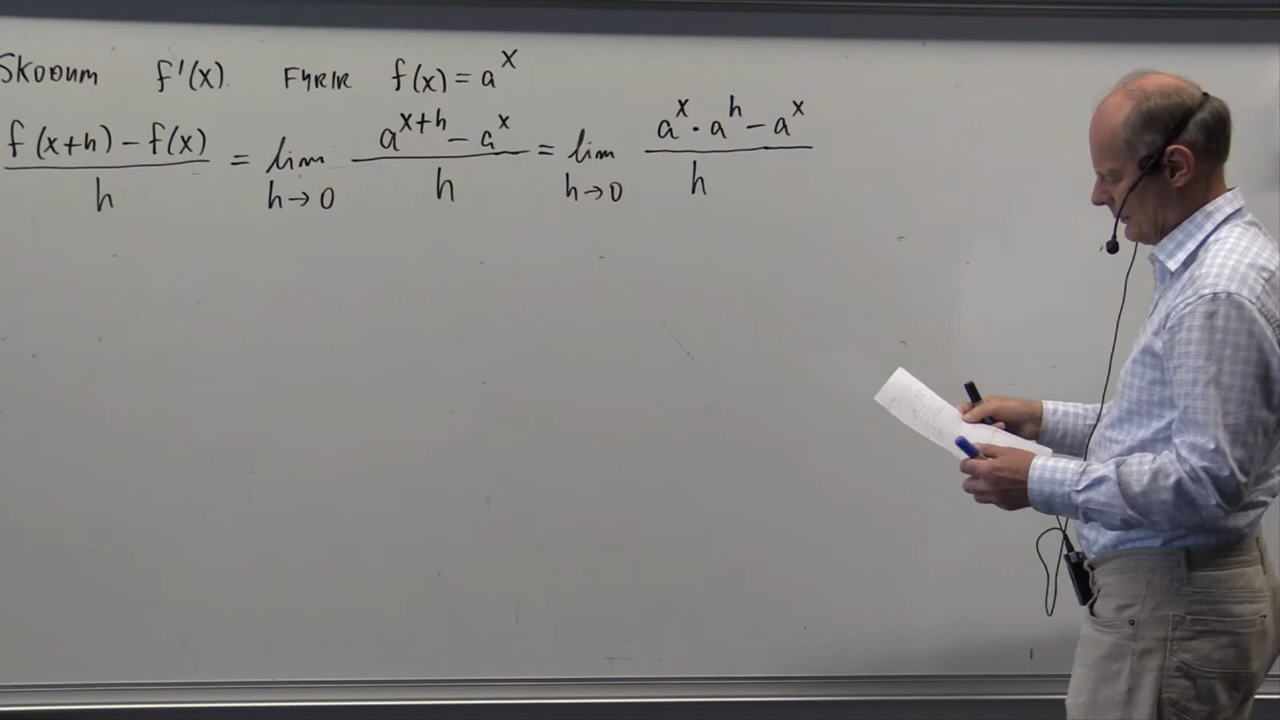 SKOÐUM f'(x). FYRIR f(x) = a^x
f(x+h) - f(x) / h = lim h→0 a^{x+h} - a^x / h = lim h→0 a^x · a^h - a^x / h